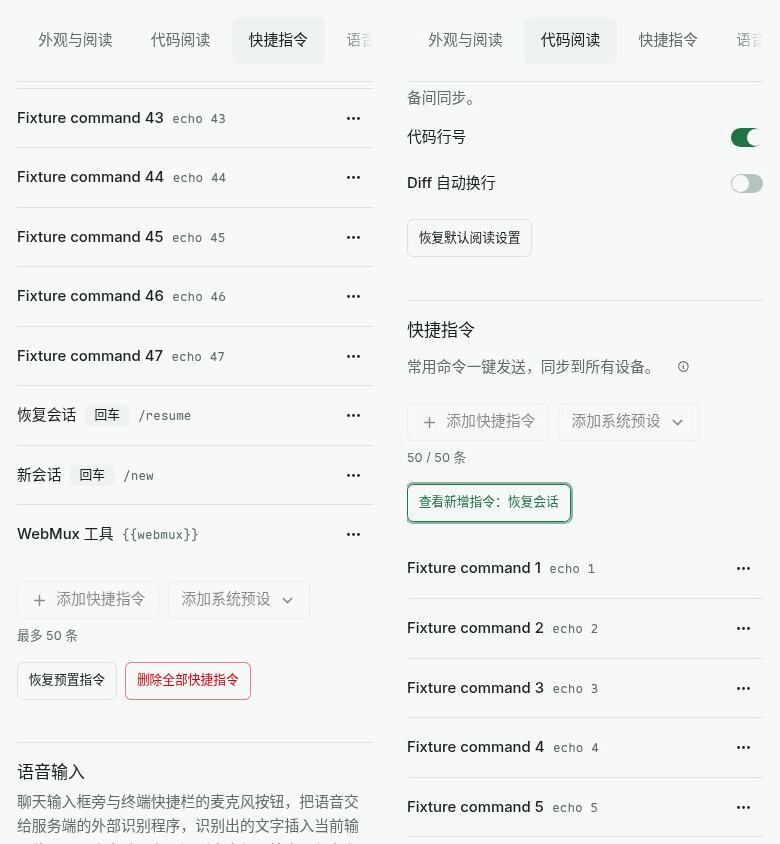 外观与阅读 代码阅读 快捷指令 语音
Fixture command 43 echo 43
Fixture command 44 echo 44
Fixture command 45 echo 45
Fixture command 46 echo 46
Fixture command 47 echo 47
恢复会话 回车 /resume
新会话 回车 /new
WebMux 工具 {{webmux}}
添加快捷指令 添加系统预设
最多 50 条
恢复预置指令 删除全部快捷指令
语音输入
聊天输入框旁与终端快捷栏的麦克风按钮，把语音交
给服务端的外部识别程序，识别出的文字插入当前输
外观与阅读 代码阅读 快捷指令 语音
备间同步。
代码行号
Diff 自动换行
恢复默认阅读设置
快捷指令
常用命令一键发送，同步到所有设备。
添加快捷指令 添加系统预设
50 / 50 条
查看新增指令：恢复会话
Fixture command 1 echo 1
Fixture command 2 echo 2
Fixture command 3 echo 3
Fixture command 4 echo 4
Fixture command 5 echo 5